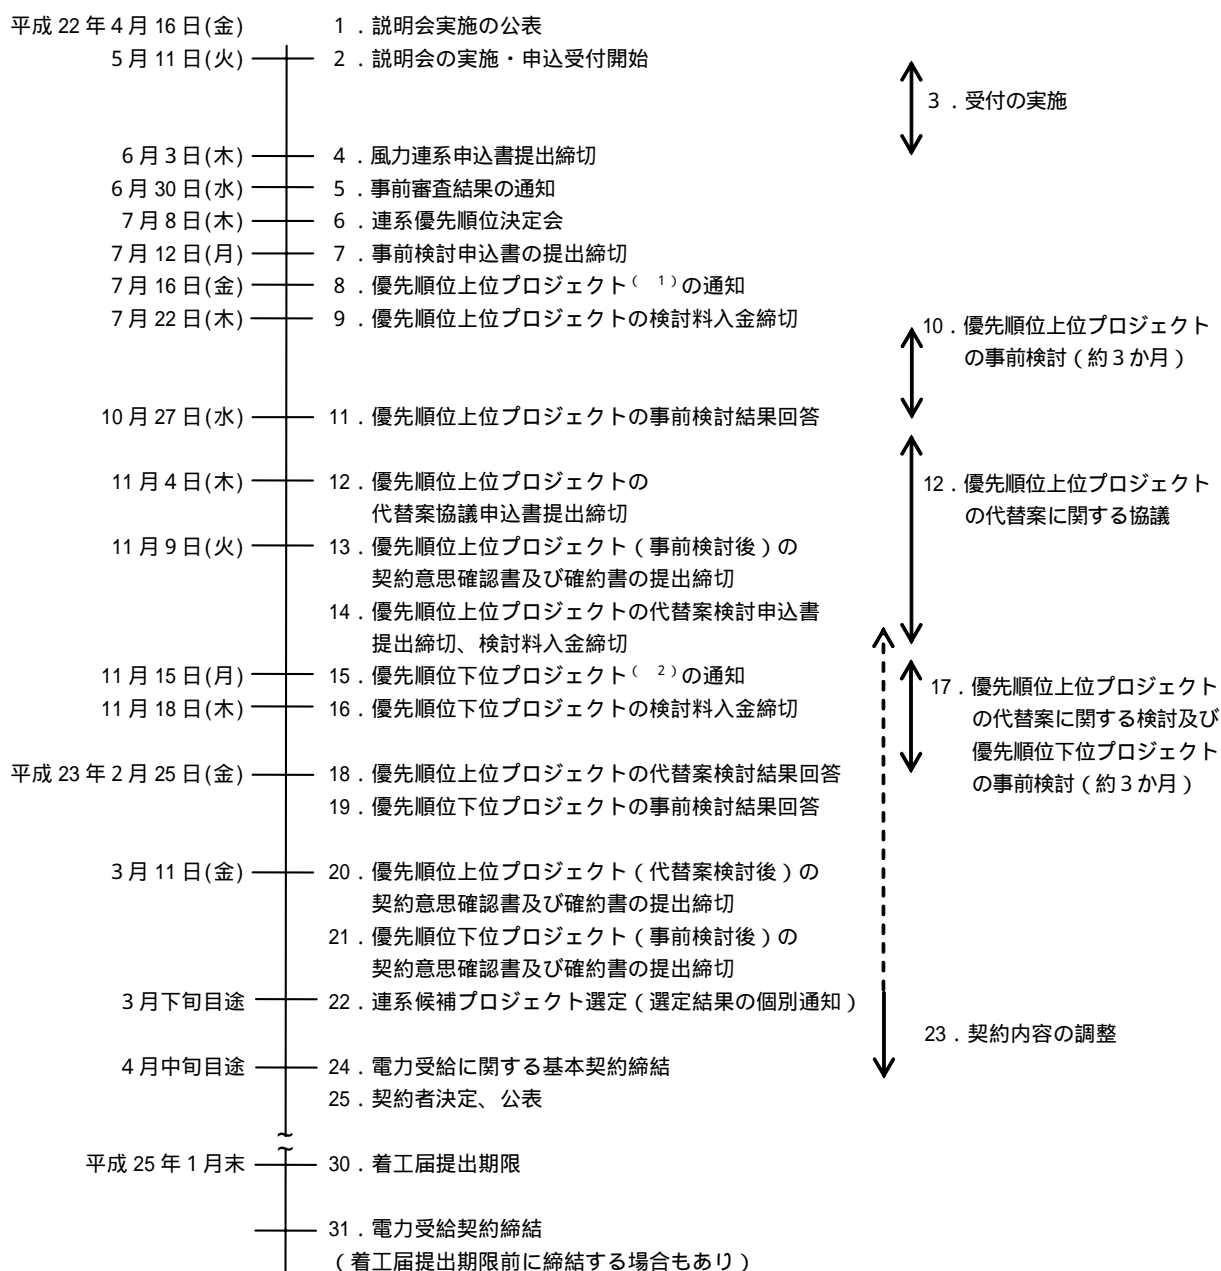 平成 22 年 4 月 16 日(金) 1．説明会実施の公表
5 月 11 日(火) 2．説明会の実施・申込受付開始
3．受付の実施
6 月 3 日(木) 4．風力連系申込書提出締切
6 月 30 日(水) 5．事前審査結果の通知
7 月 8 日(木) 6．連系優先順位決定会
7 月 12 日(月) 7．事前検討申込書の提出締切
7 月 16 日(金) 8．優先順位上位プロジェクト（ 1）の通知
7 月 22 日(木) 9．優先順位上位プロジェクトの検討料入金締切
10．優先順位上位プロジェクト
の事前検討（約３か月）
10 月 27 日(水) 11．優先順位上位プロジェクトの事前検討結果回答
11 月 4 日(木) 12．優先順位上位プロジェクトの
代替案協議申込書提出締切
12．優先順位上位プロジェクト
の代替案に関する協議
11 月 9 日(火) 13．優先順位上位プロジェクト（事前検討後）の
契約意思確認書及び確約書の提出締切
14．優先順位上位プロジェクトの代替案検討申込書
提出締切、検討料入金締切
11 月 15 日(月) 15．優先順位下位プロジェクト（ 2）の通知
11 月 18 日(木) 16．優先順位下位プロジェクトの検討料入金締切
17．優先順位上位プロジェクト
の代替案に関する検討及び
優先順位下位プロジェクト
の事前検討（約３か月）
平成 23 年 2 月 25 日(金) 18．優先順位上位プロジェクトの代替案検討結果回答
19．優先順位下位プロジェクトの事前検討結果回答
3 月 11 日(金) 20．優先順位上位プロジェクト（代替案検討後）の
契約意思確認書及び確約書の提出締切
21．優先順位下位プロジェクト（事前検討後）の
契約意思確認書及び確約書の提出締切
3 月下旬目途 22．連系候補プロジェクト選定（選定結果の個別通知）
23．契約内容の調整
4 月中旬目途 24．電力受給に関する基本契約締結
25．契約者決定、公表
平成 25 年 1 月末 30．着工届提出期限
31．電力受給契約締結
（着工届提出期限前に締結する場合もあり）